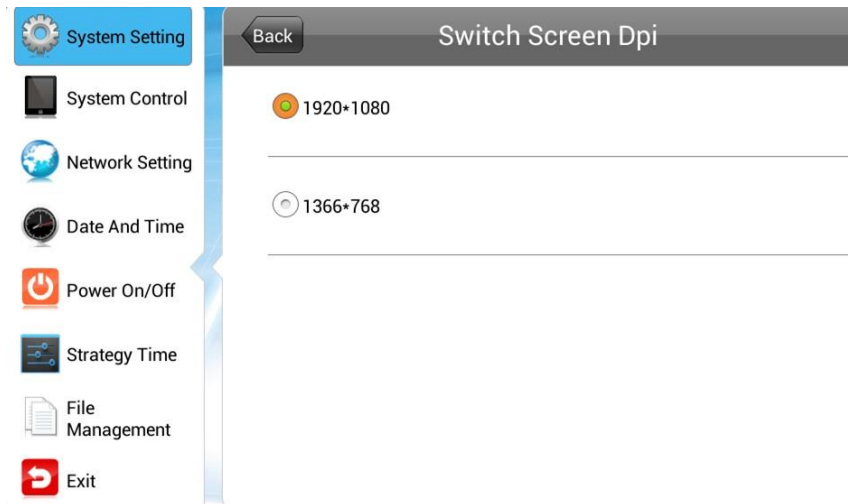 System Setting
System Control
Network Setting
Date And Time
Power On/Off
Strategy Time
File
Management
Exit
Back
Switch Screen Dpi
1920*1080
1366*768